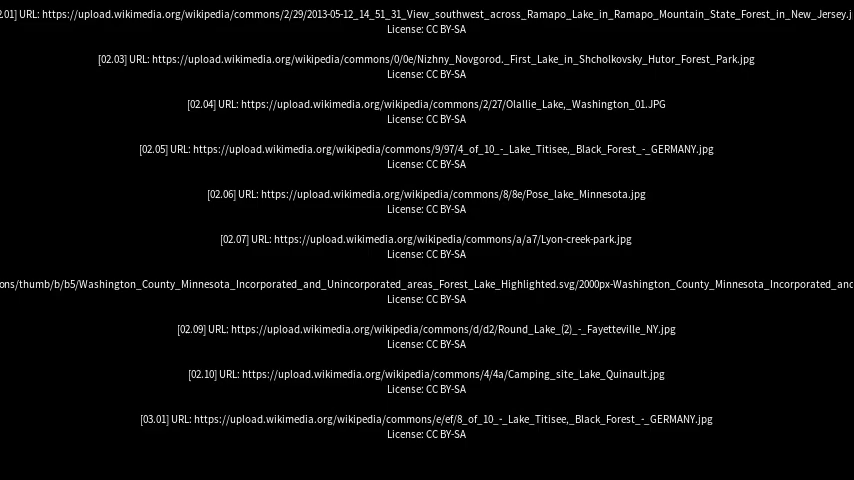 2.01] URL: https://upload.wikimedia.org/wikipedia/commons/2/29/2013-05-12_14_51_31_View_southwest_across_Ramapo_Lake_in_Ramapo_Mountain_State_Forest_in_New_Jersey.j
License: CC BY-SA
[02.03] URL: https://upload.wikimedia.org/wikipedia/commons/0/0e/Nizhny_Novgorod._First_Lake_in_Shcholkovsky_Hutor_Forest_Park.jpg
License: CC BY-SA
[02.04] URL: https://upload.wikimedia.org/wikipedia/commons/2/27/Olallie_Lake,_Washington_01.JPG
License: CC BY-SA
[02.05] URL: https://upload.wikimedia.org/wikipedia/commons/9/97/4_of_10_-_Lake_Titisee,_Black_Forest_-_GERMANY.jpg
License: CC BY-SA
[02.06] URL: https://upload.wikimedia.org/wikipedia/commons/8/8e/Pose_lake_Minnesota.jpg
License: CC BY-SA
[02.07] URL: https://upload.wikimedia.org/wikipedia/commons/a/a7/Lyon-creek-park.jpg
License: CC BY-SA
ons/thumb/b/b5/Washington_County_Minnesota_Incorporated_and_Unincorporated_areas_Forest_Lake_Highlighted.svg/2000px-Washington_County_Minnesota_Incorporated_anc
License: CC BY-SA
[02.09] URL: https://upload.wikimedia.org/wikipedia/commons/d/d2/Round_Lake_(2)_-_Fayetteville_NY.jpg
License: CC BY-SA
[02.10] URL: https://upload.wikimedia.org/wikipedia/commons/4/4a/Camping_site_Lake_Quinault.jpg
License: CC BY-SA
[03.01] URL: https://upload.wikimedia.org/wikipedia/commons/e/ef/8_of_10_-_Lake_Titisee,_Black_Forest_-_GERMANY.jpg
License: CC BY-SA